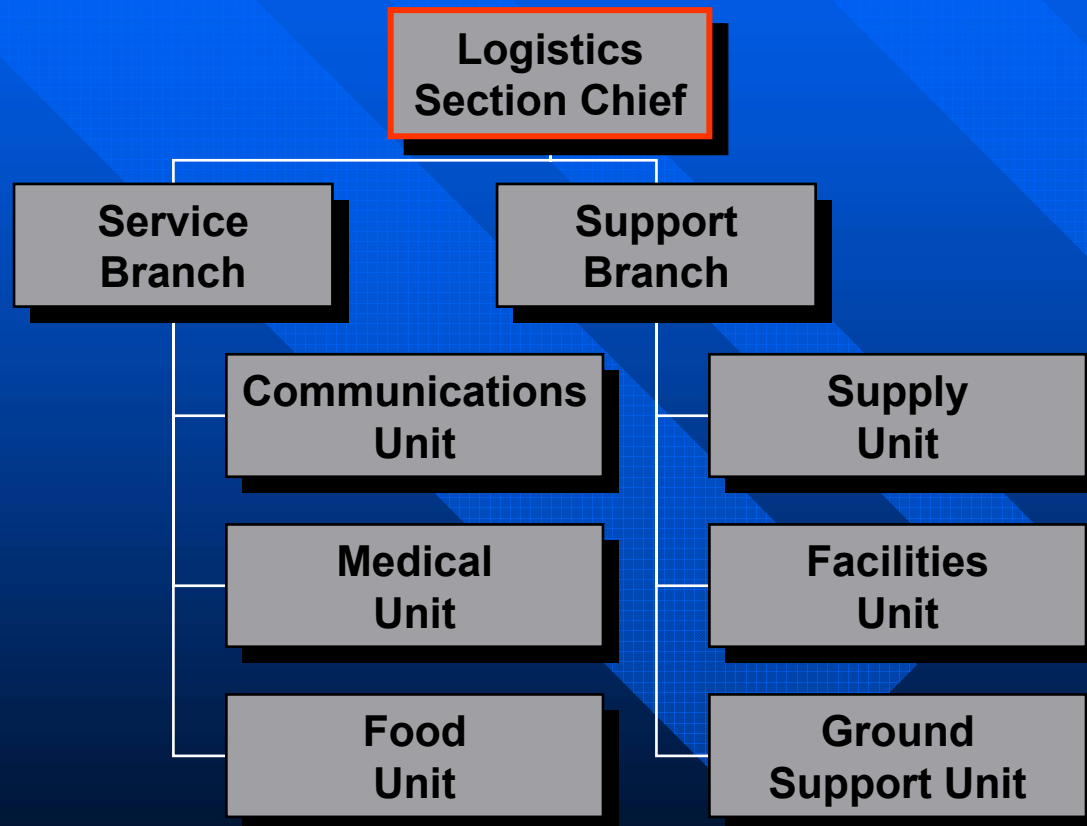 Logistics
Section Chief
Service
Branch
Support
Branch
Communications
Unit
Supply
Unit
Medical
Unit
Facilities
Unit
Food
Unit
Ground
Support Unit